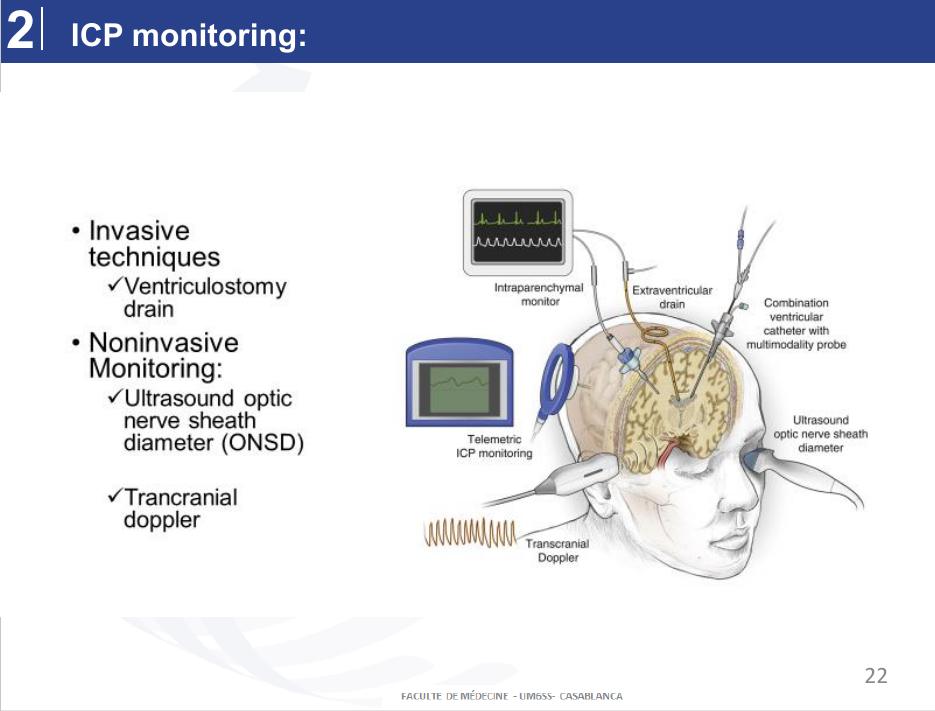 2
ICP monitoring:
• Invasive
techniques
✓Ventriculostomy
drain
• Noninvasive
Monitoring:
✓Ultrasound optic
nerve sheath
diameter (ONSD)
✓Trancranial
doppler
Intraparenchymal
monitor
Extraventricular
drain
Combination
ventricular
catheter with
multimodality probe
Telemetric
ICP monitoring
Ultrasound
optic nerve sheath
diameter
Transcranial
Doppler
22
FACULTE DE MÉDECINE - UM6SS- CASABLANCA